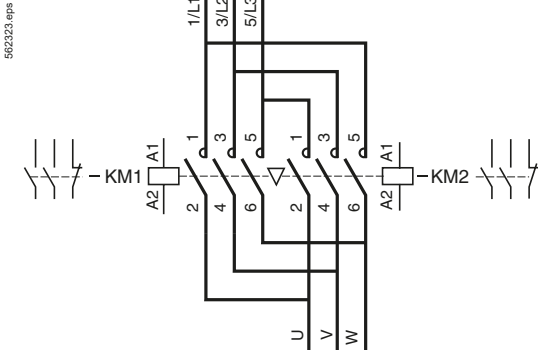 562323.eps
1/L1 3/L2 5/L3
1 3 5 1 3 5
A1 A1
– KM1 – KM2
A2 A2
2 4 6 2 4 6
U V W